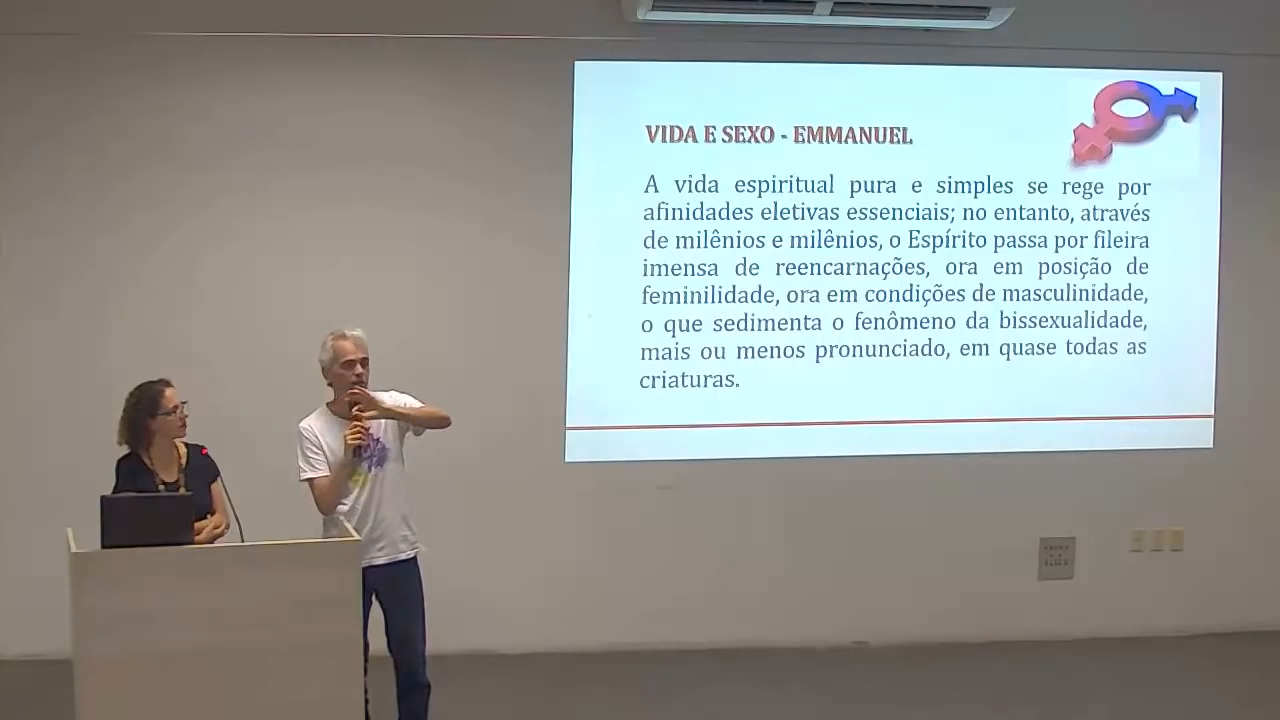 VIDA E SEXO - EMMANUEL
A vida espiritual pura e simples se rege por
afinidades eletivas essenciais; no entanto, através
de milênios e milênios, o Espírito passa por fileira
imensa de reencarnações, ora em posição de
feminilidade, ora em condições de masculinidade,
o que sedimenta o fenômeno da bissexualidade,
mais ou menos pronunciado, em quase todas as
criaturas.